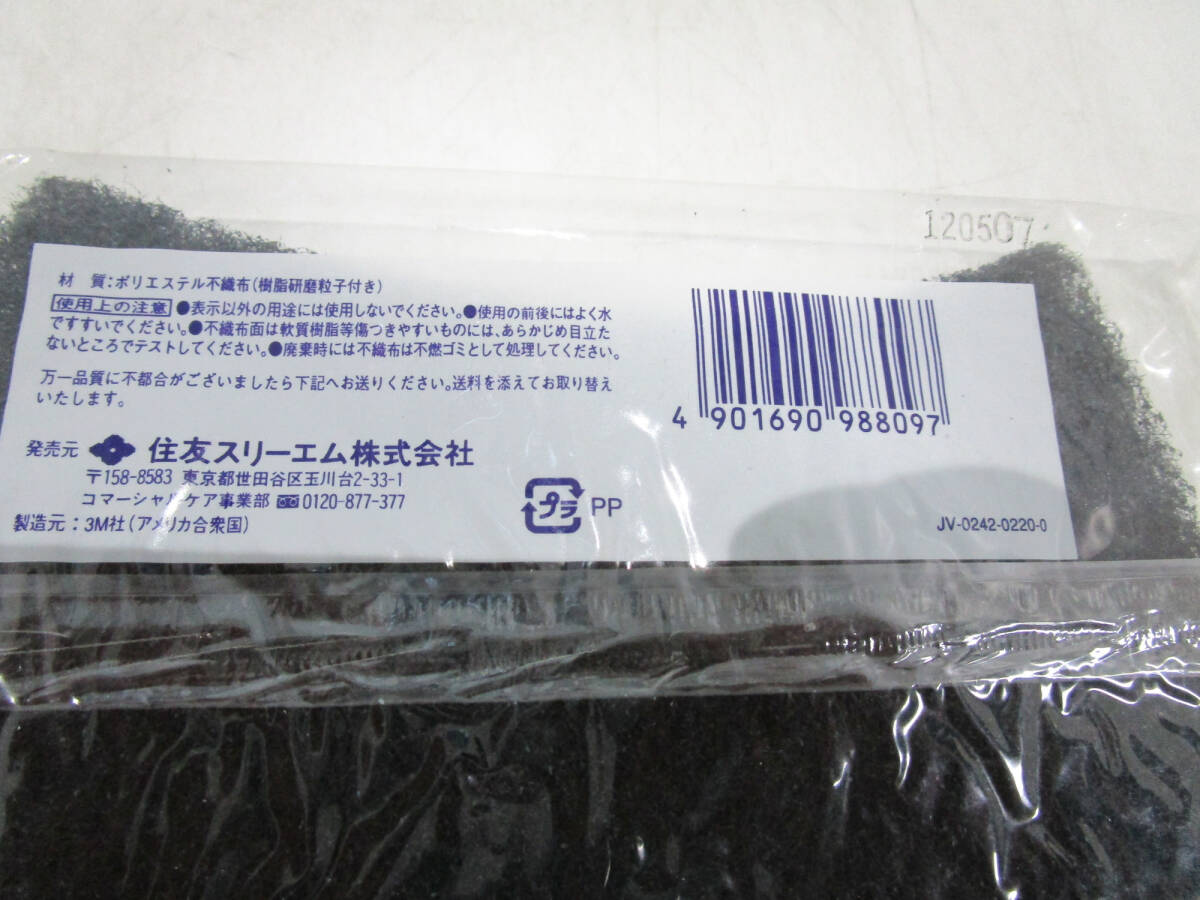 120507
材 質:ポリエステル不織布(樹脂研磨粒子付き)
使用上の注意 ●表示以外の用途には使用しないでください。●使用の前後にはよく水
ですすいでください。●不織布面は軟質樹脂等傷つきやすいものには、あらかじめ目立た
ないところでテストしてください。●廃棄時には不織布は不燃ゴミとして処理してください。
万一品質に不都合がございましたら下記へお送りください。送料を添えてお取り替え
いたします。
発売元 住友スリーエム株式会社
〒158-8583 東京都世田谷区玉川台2-33-1
コマーシャルケア事業部 0120-877-377
製造元:3M社(アメリカ合衆国)
プラ PP
4 901690 988097
JV-0242-0220-0